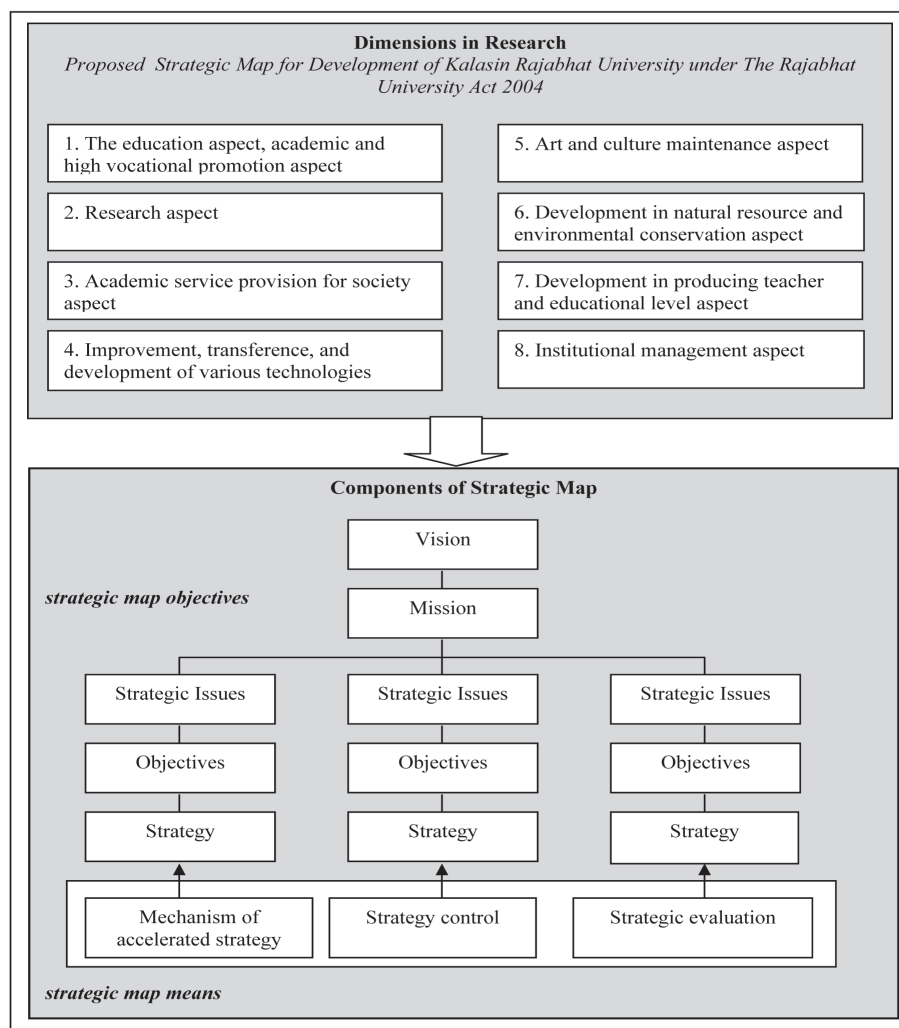 Dimensions in Research
Proposed Strategic Map for Development of Kalasin Rajabhat University under The Rajabhat
University Act 2004
1. The education aspect, academic and
high vocational promotion aspect
2. Research aspect
3. Academic service provision for society
aspect
4. Improvement, transference, and
development of various technologies
5. Art and culture maintenance aspect
6. Development in natural resource and
environmental conservation aspect
7. Development in producing teacher
and educational level aspect
8. Institutional management aspect
Components of Strategic Map
Vision
strategic map objectives
Mission
Strategic Issues
Strategic Issues
Strategic Issues
Objectives
Objectives
Objectives
Strategy
Strategy
Strategy
Mechanism of
accelerated strategy
Strategy control
Strategic evaluation
strategic map means